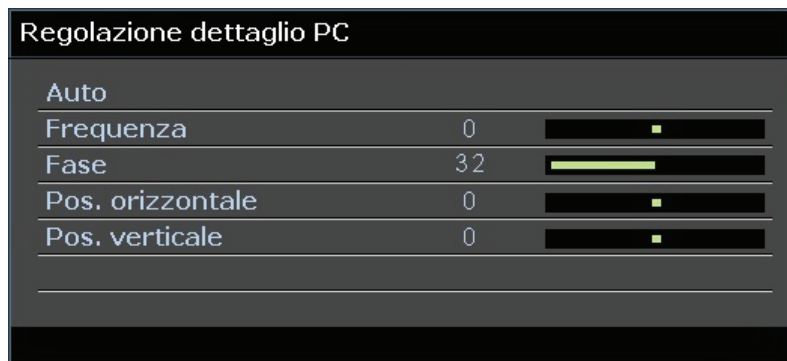 Regolazione dettaglio PC
Auto
Frequenza 0
Fase 32
Pos. orizzontale 0
Pos. verticale 0